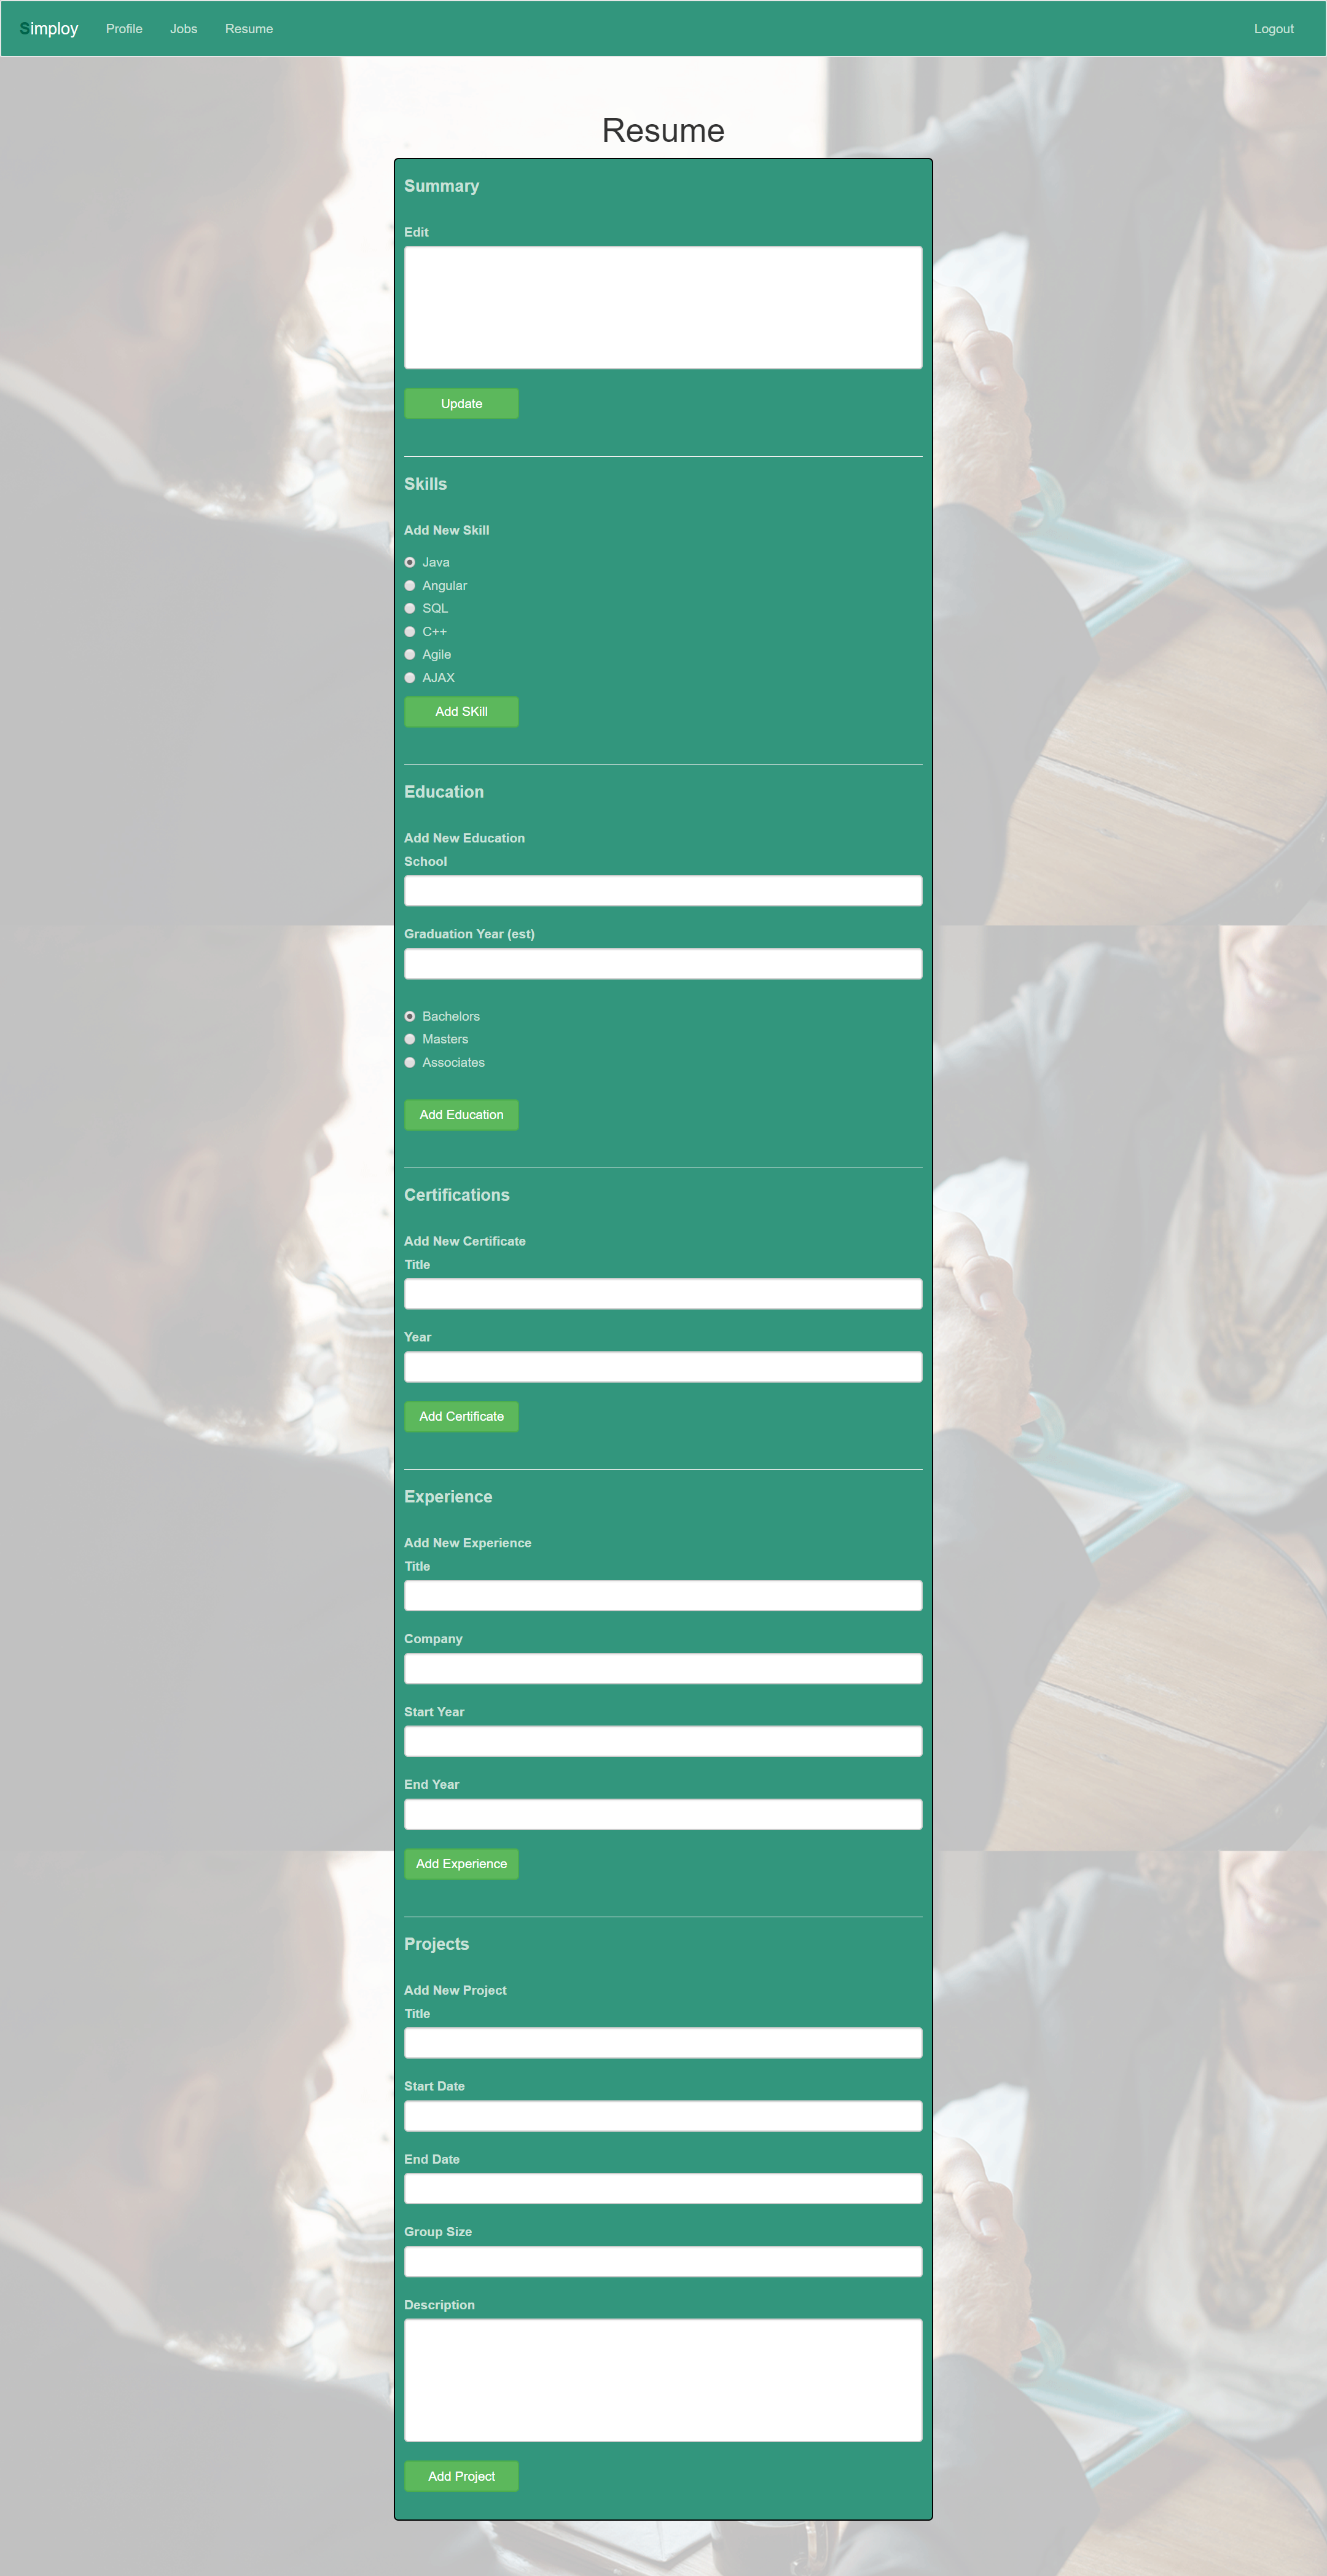 Simploy Profile Jobs Resume Logout
Resume
Summary
Edit
Update
Skills
Add New Skill
Java
Angular
SQL
C++
Agile
AJAX
Add SKill
Education
Add New Education
School
Graduation Year (est)
Bachelors
Masters
Associates
Add Education
Certifications
Add New Certificate
Title
Year
Add Certificate
Experience
Add New Experience
Title
Company
Start Year
End Year
Add Experience
Projects
Add New Project
Title
Start Date
End Date
Group Size
Description
Add Project